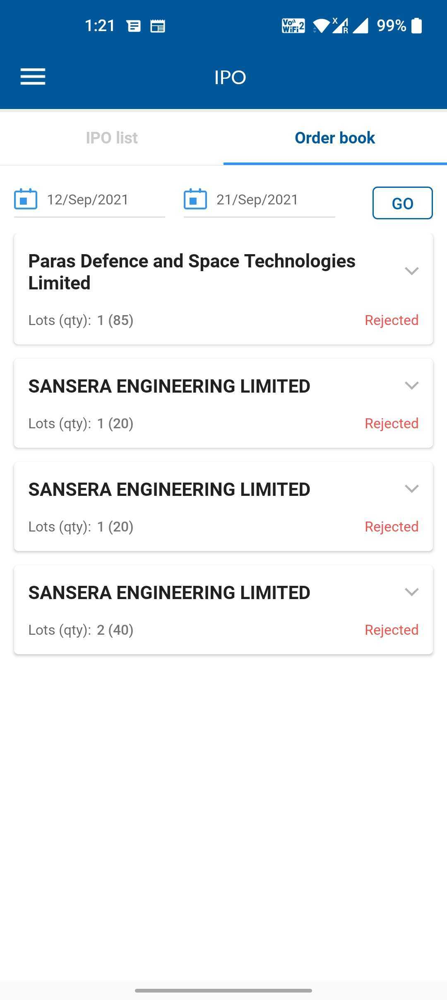 1:21
Vo WiFi 2
X
R
99%
IPO
IPO list
Order book
12/Sep/2021
21/Sep/2021
GO
Paras Defence and Space Technologies
Limited
Lots (qty): 1 (85)
Rejected
SANSERA ENGINEERING LIMITED
Lots (qty): 1 (20)
Rejected
SANSERA ENGINEERING LIMITED
Lots (qty): 1 (20)
Rejected
SANSERA ENGINEERING LIMITED
Lots (qty): 2 (40)
Rejected